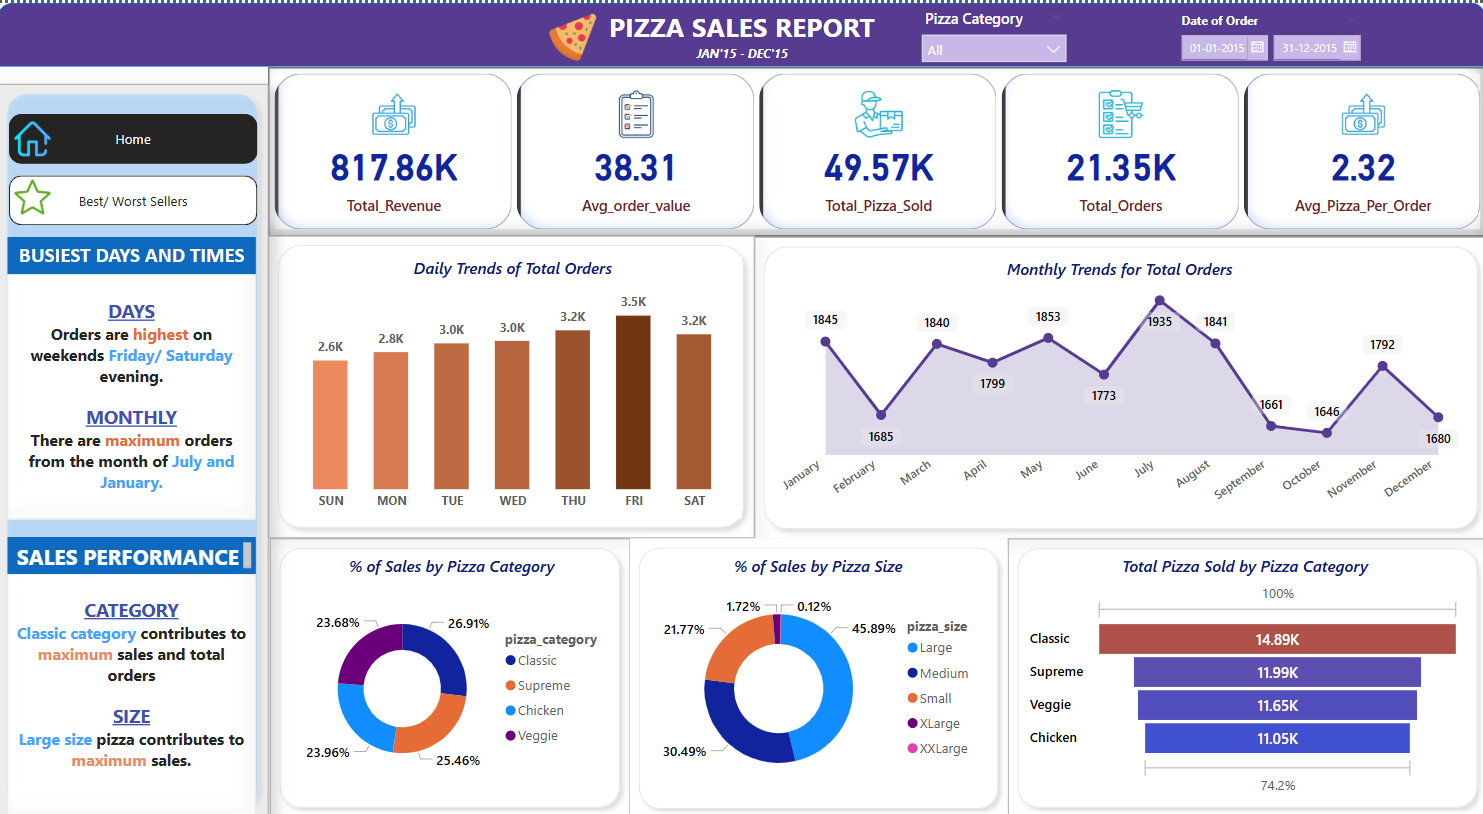 PIZZA SALES REPORT
JAN'15 - DEC'15
Pizza Category
All
Date of Order
01-01-2015
31-12-2015
Home
Best/ Worst Sellers
BUSIEST DAYS AND TIMES
DAYS
Orders are highest on
weekends Friday/ Saturday
evening.
MONTHLY
There are maximum orders
from the month of July and
January.
SALES PERFORMANCE
CATEGORY
Classic category contributes to
maximum sales and total
orders
SIZE
Large size pizza contributes to
maximum sales.
817.86K
Total_Revenue
38.31
Avg_order_value
49.57K
Total_Pizza_Sold
21.35K
Total_Orders
2.32
Avg_Pizza_Per_Order
Daily Trends of Total Orders
2.6K
2.8K
3.0K
3.0K
3.2K
3.5K
3.2K
SUN
MON
TUE
WED
THU
FRI
SAT
Monthly Trends for Total Orders
1845
1685
1840
1799
1853
1773
1935
1841
1661
1646
1792
1680
January
February
March
April
May
June
July
August
September
October
November
December
% of Sales by Pizza Category
26.91%
25.46%
23.96%
23.68%
pizza_category
Classic
Supreme
Chicken
Veggie
% of Sales by Pizza Size
45.89%
30.49%
21.77%
1.72%
0.12%
pizza_size
Large
Medium
Small
XLarge
XXLarge
Total Pizza Sold by Pizza Category
100%
Classic 14.89K
Supreme 11.99K
Veggie 11.65K
Chicken 11.05K
74.2%